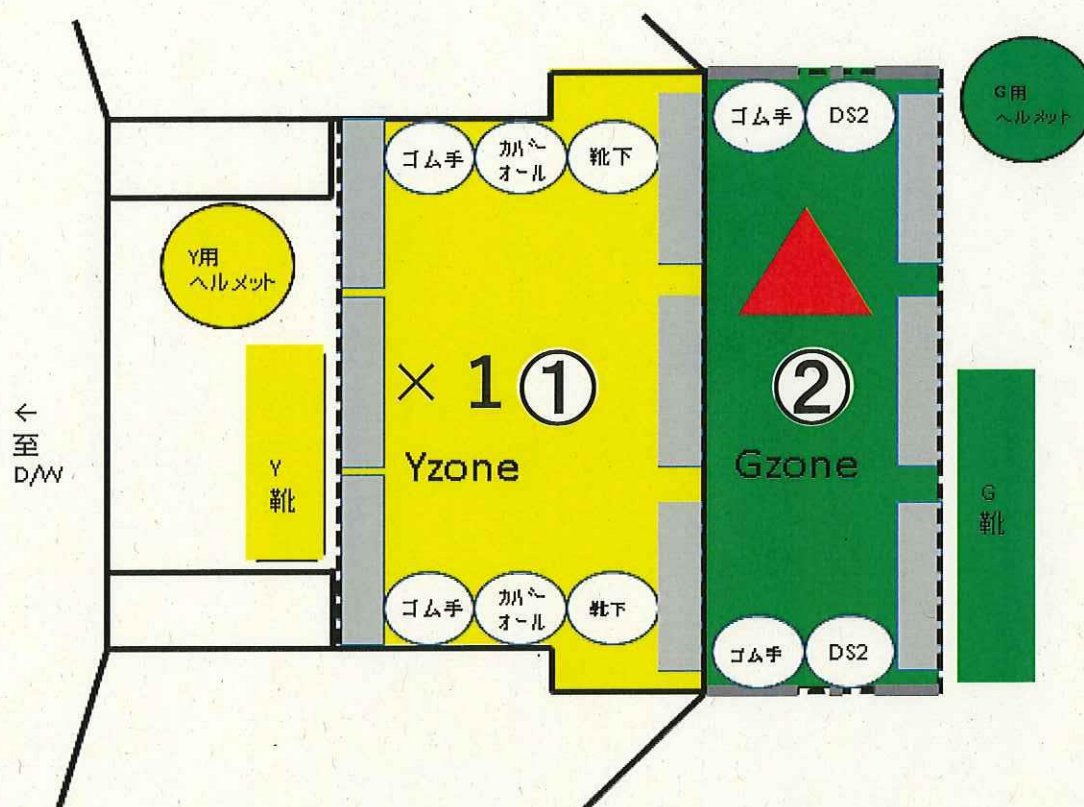 ゴム手
DS2
G用
ヘルメット
ゴム手
カバー
オール
靴下
Y用
ヘルメット
←
至
D/W
× 1 ①
②
Yzone
Gzone
Y
靴
G
靴
ゴム手
カバー
オール
靴下
ゴム手
DS2